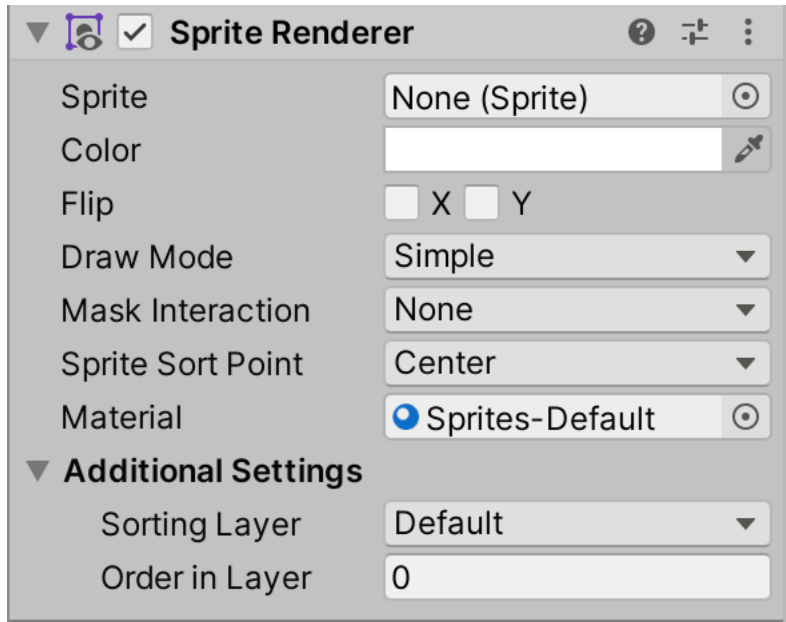 Sprite Renderer
Sprite None (Sprite)
Color
Flip X Y
Draw Mode Simple
Mask Interaction None
Sprite Sort Point Center
Material Sprites-Default
Additional Settings
Sorting Layer Default
Order in Layer 0